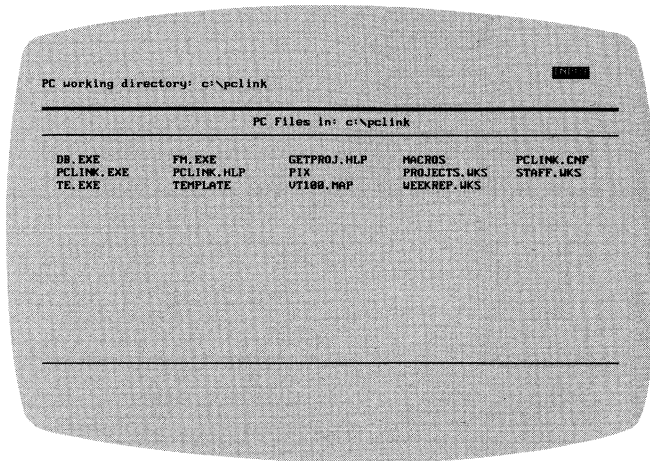 PC working directory: c:\pclink
PC Files in: c:\pclink
DB.EXE FM.EXE GETPROJ.HLP MACROS PCLINK.CNF
PCLINK.EXE PCLINK.HLP PIX PROJECTS.WKS STAFF.WKS
TE.EXE TEMPLATE VT100.MAP WEEKREP.WKS